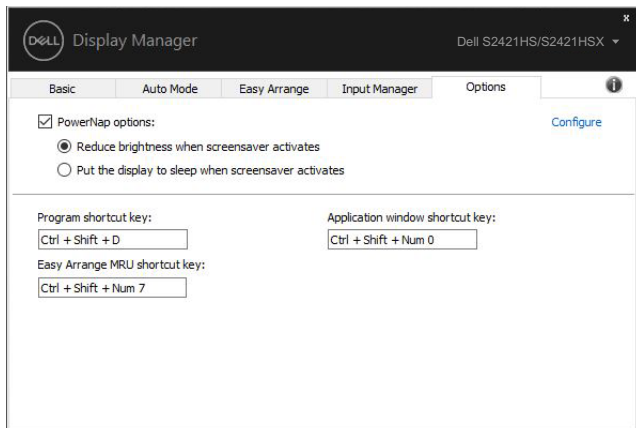 x
DELL Display Manager
Dell S2421HS/S2421HSX
Basic Auto Mode Easy Arrange Input Manager Options
PowerNap options: Configure
Reduce brightness when screensaver activates
Put the display to sleep when screensaver activates
Program shortcut key: Application window shortcut key:
Ctrl + Shift + D Ctrl + Shift + Num 0
Easy Arrange MRU shortcut key:
Ctrl + Shift + Num 7